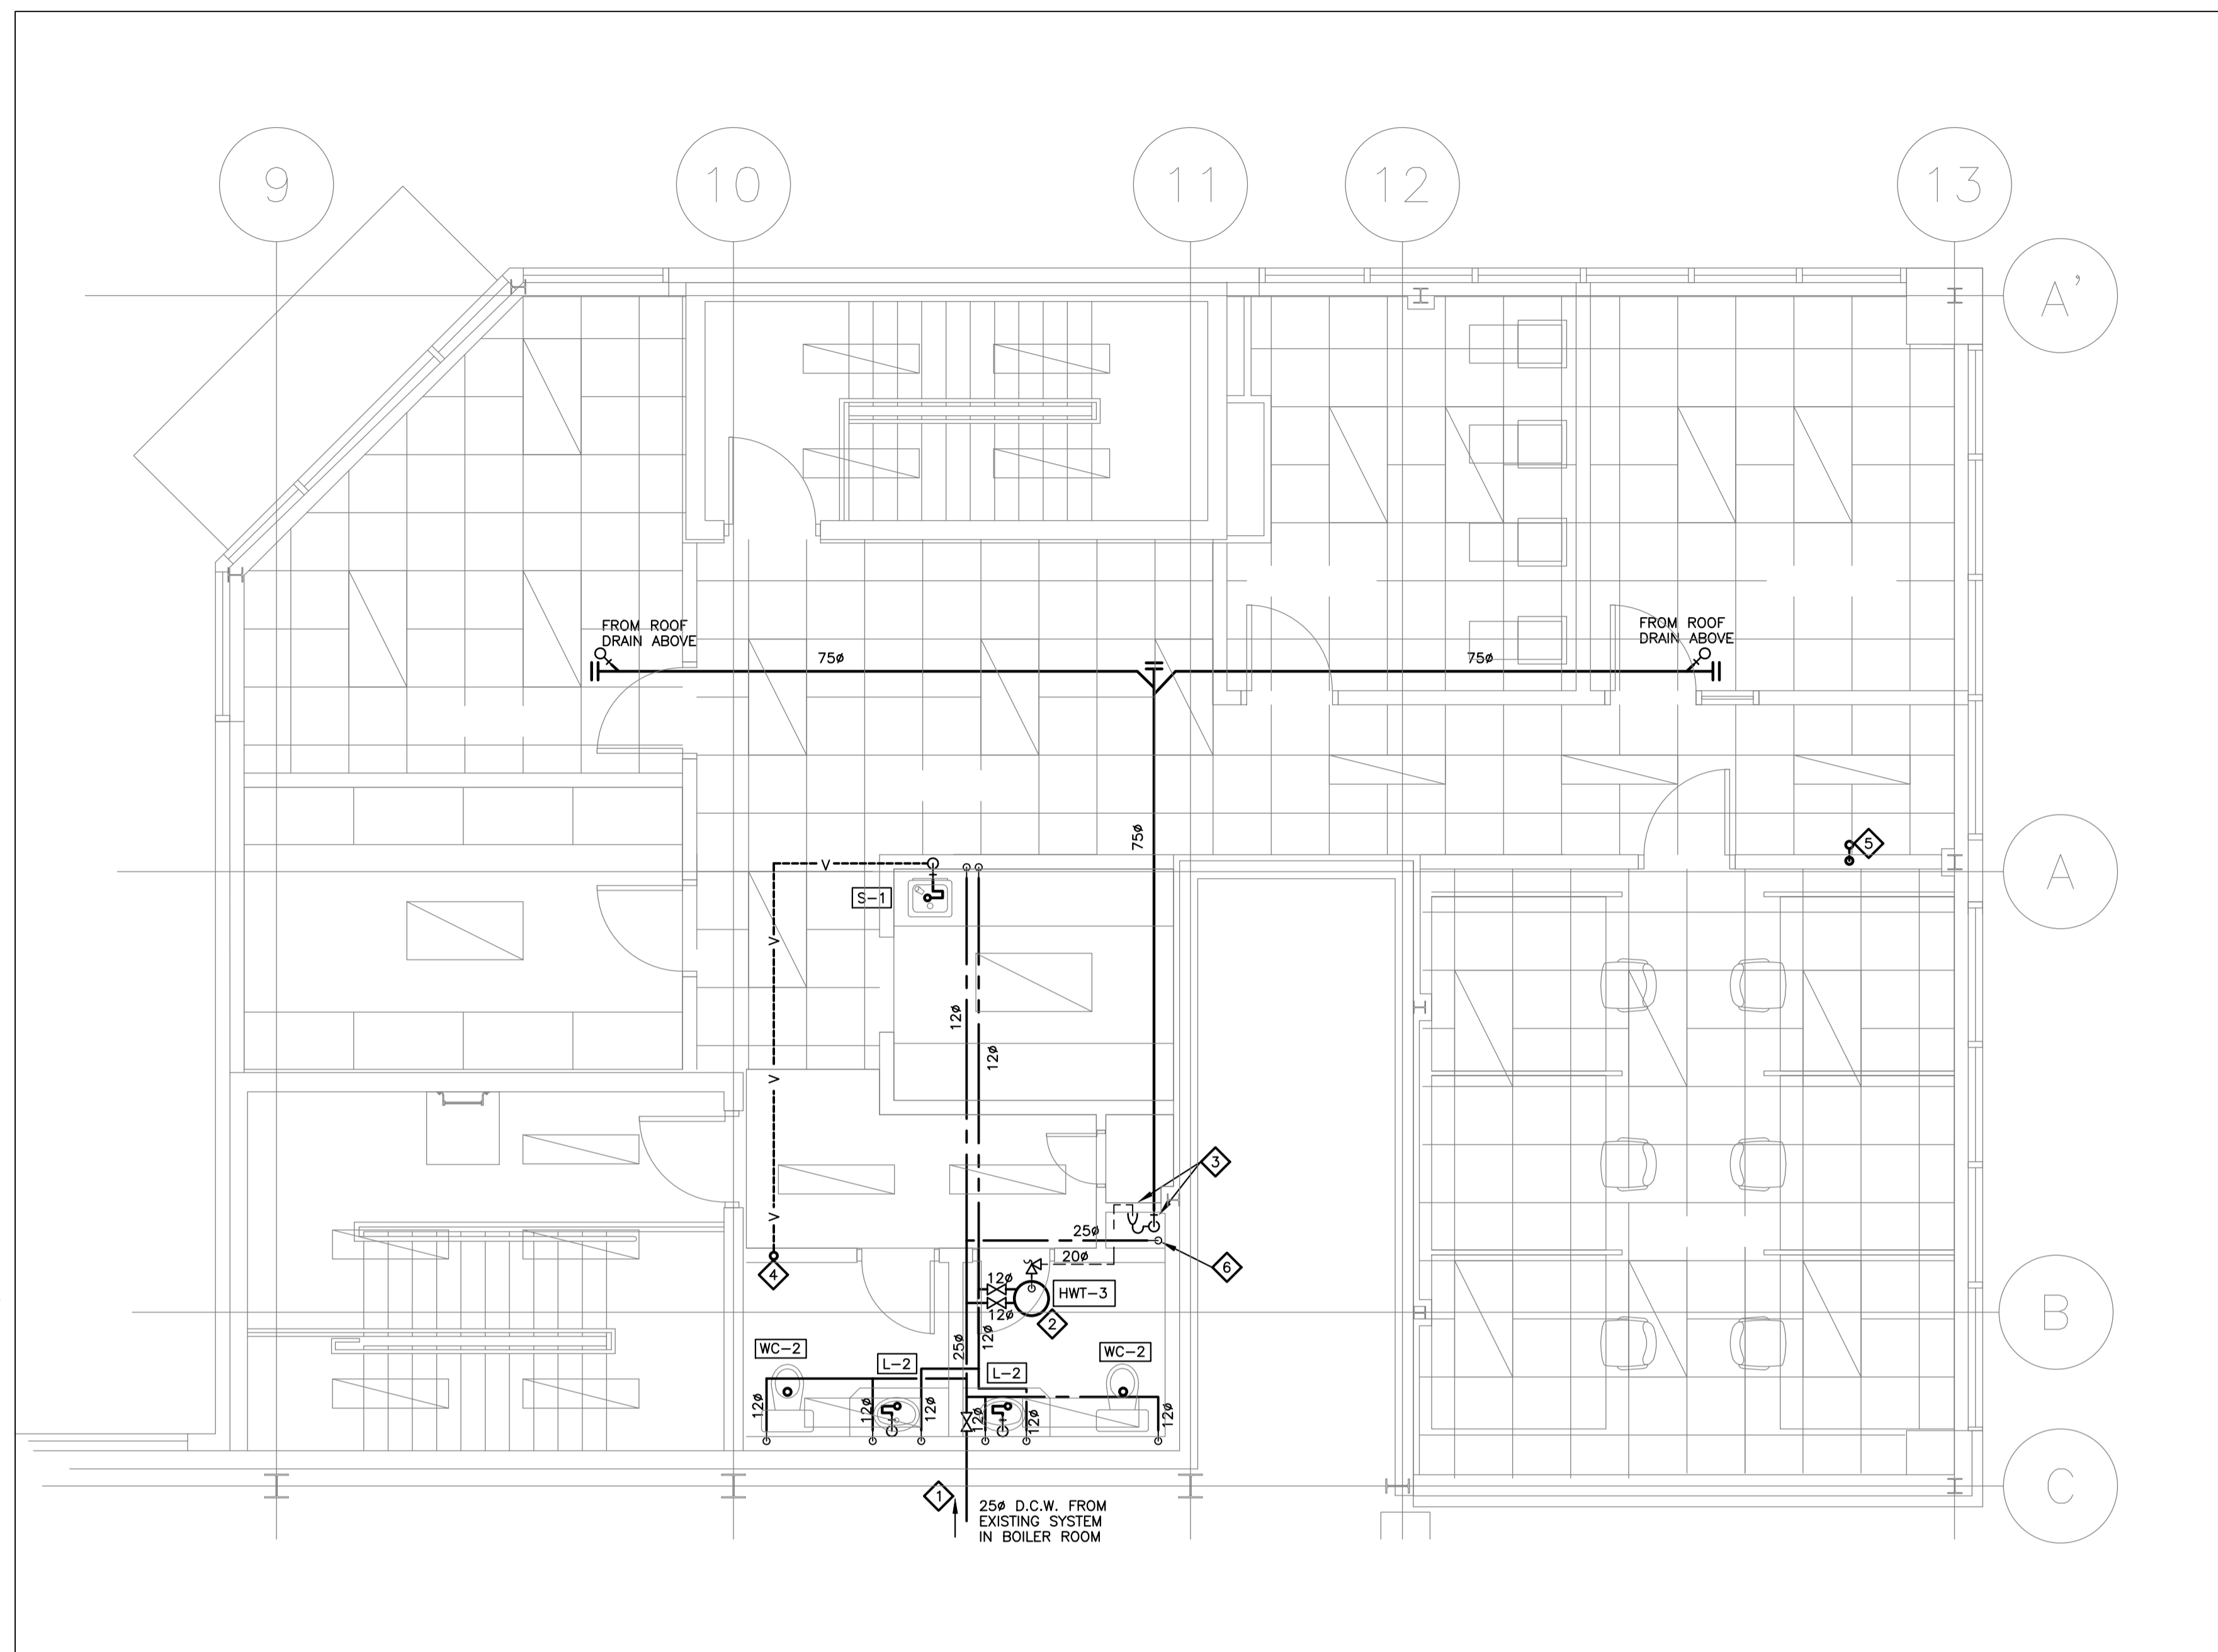 9
10
11
12
13
A'
FROM ROOF
DRAIN ABOVE
75ø
75ø
FROM ROOF
DRAIN ABOVE
75ø
5
V
A
S-1
V
12ø
12ø
V
3
V
25ø
20ø
6
4
12ø
HWT-3
12ø
2
B
25ø
12ø
WC-2
L-2
L-2
WC-2
12ø
12ø
12ø
12ø
12ø
12ø
C
1
25ø D.C.W. FROM
EXISTING SYSTEM
IN BOILER ROOM